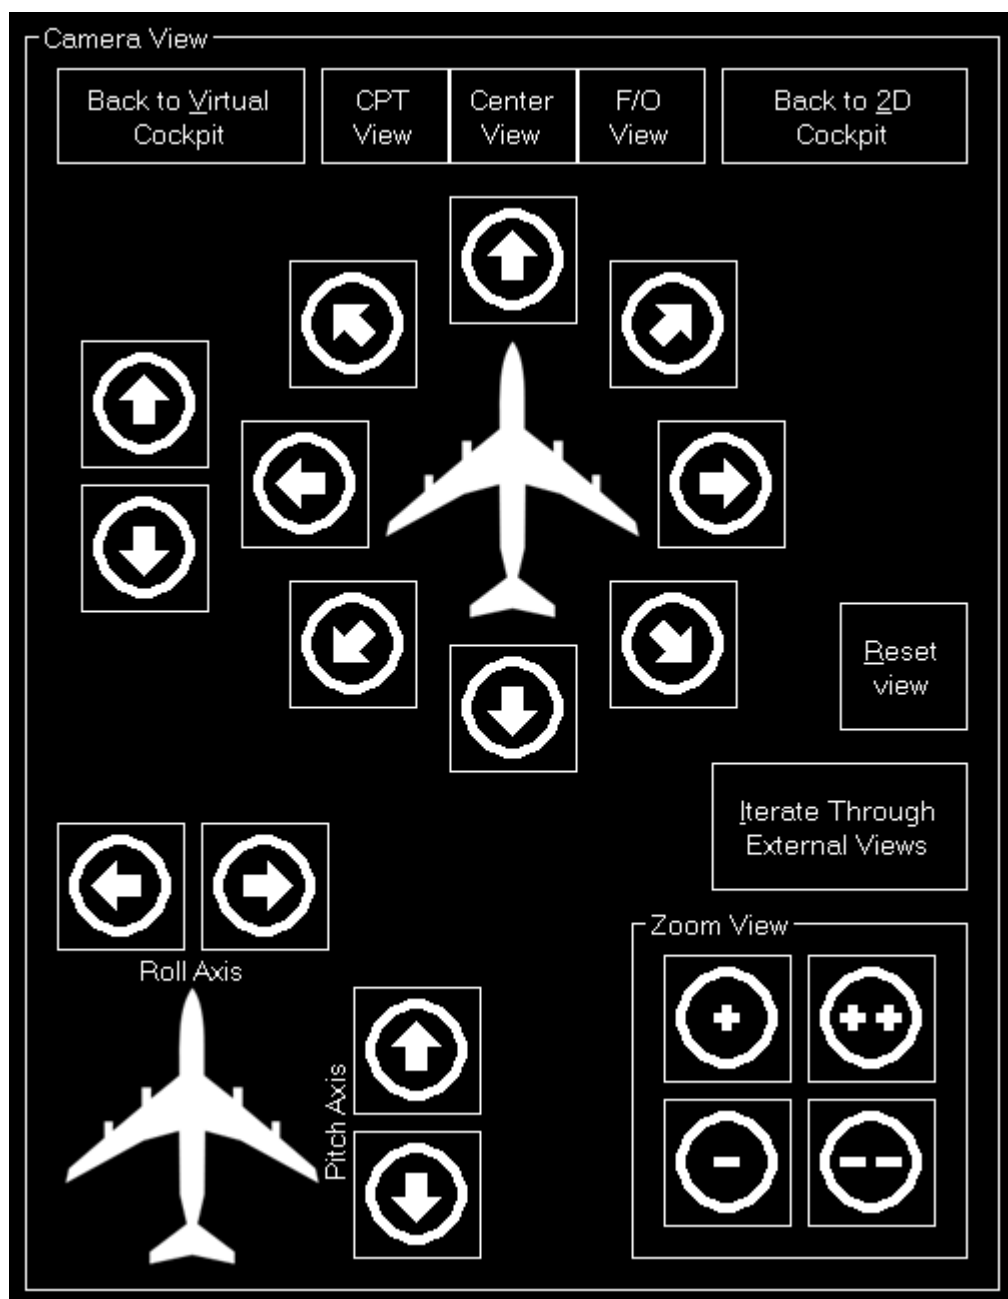 Camera View
Back to Virtual
Cockpit
CPT
View
Center
View
F/O
View
Back to 2D
Cockpit
Reset
view
Iterate Through
External Views
Roll Axis
Pitch Axis
Zoom View
+
++
-
--